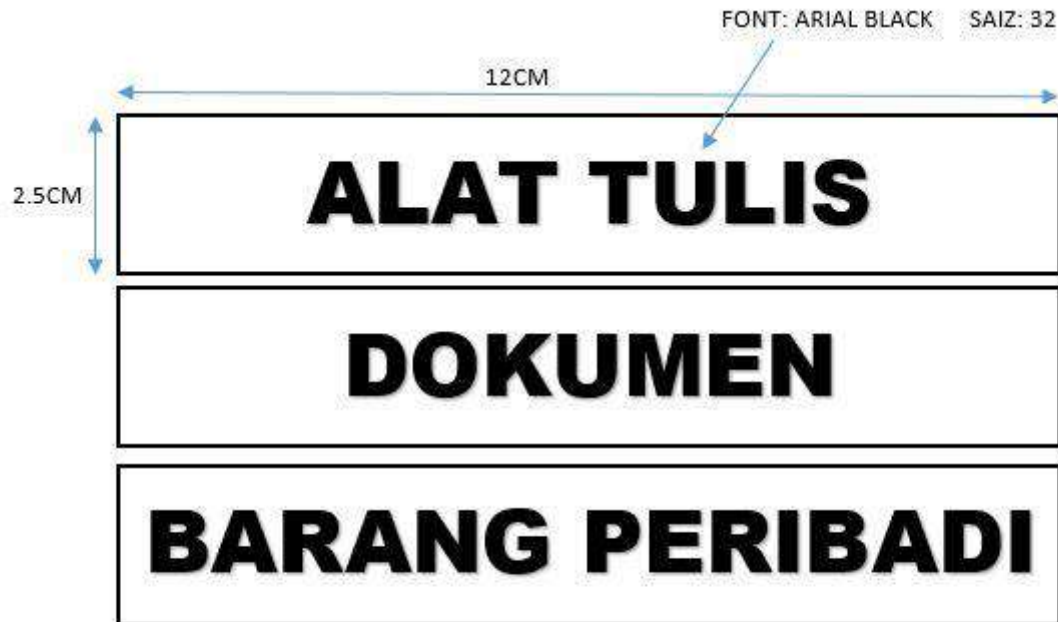 FONT: ARIAL BLACK SAIZ: 32
12CM
2.5CM
ALAT TULIS
DOKUMEN
BARANG PERIBADI